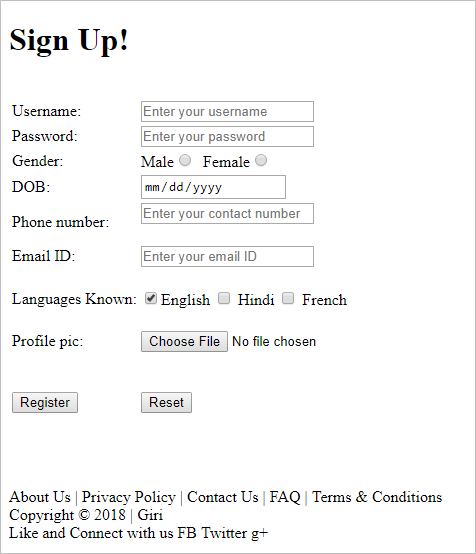 Sign Up!
Username: Enter your username
Password: Enter your password
Gender: Male Female
DOB: mm/dd/yyyy
Phone number: Enter your contact number
Email ID: Enter your email ID
Languages Known: English Hindi French
Profile pic: Choose File No file chosen
Register Reset
About Us | Privacy Policy | Contact Us | FAQ | Terms & Conditions
Copyright © 2018 | Giri
Like and Connect with us FB Twitter g+